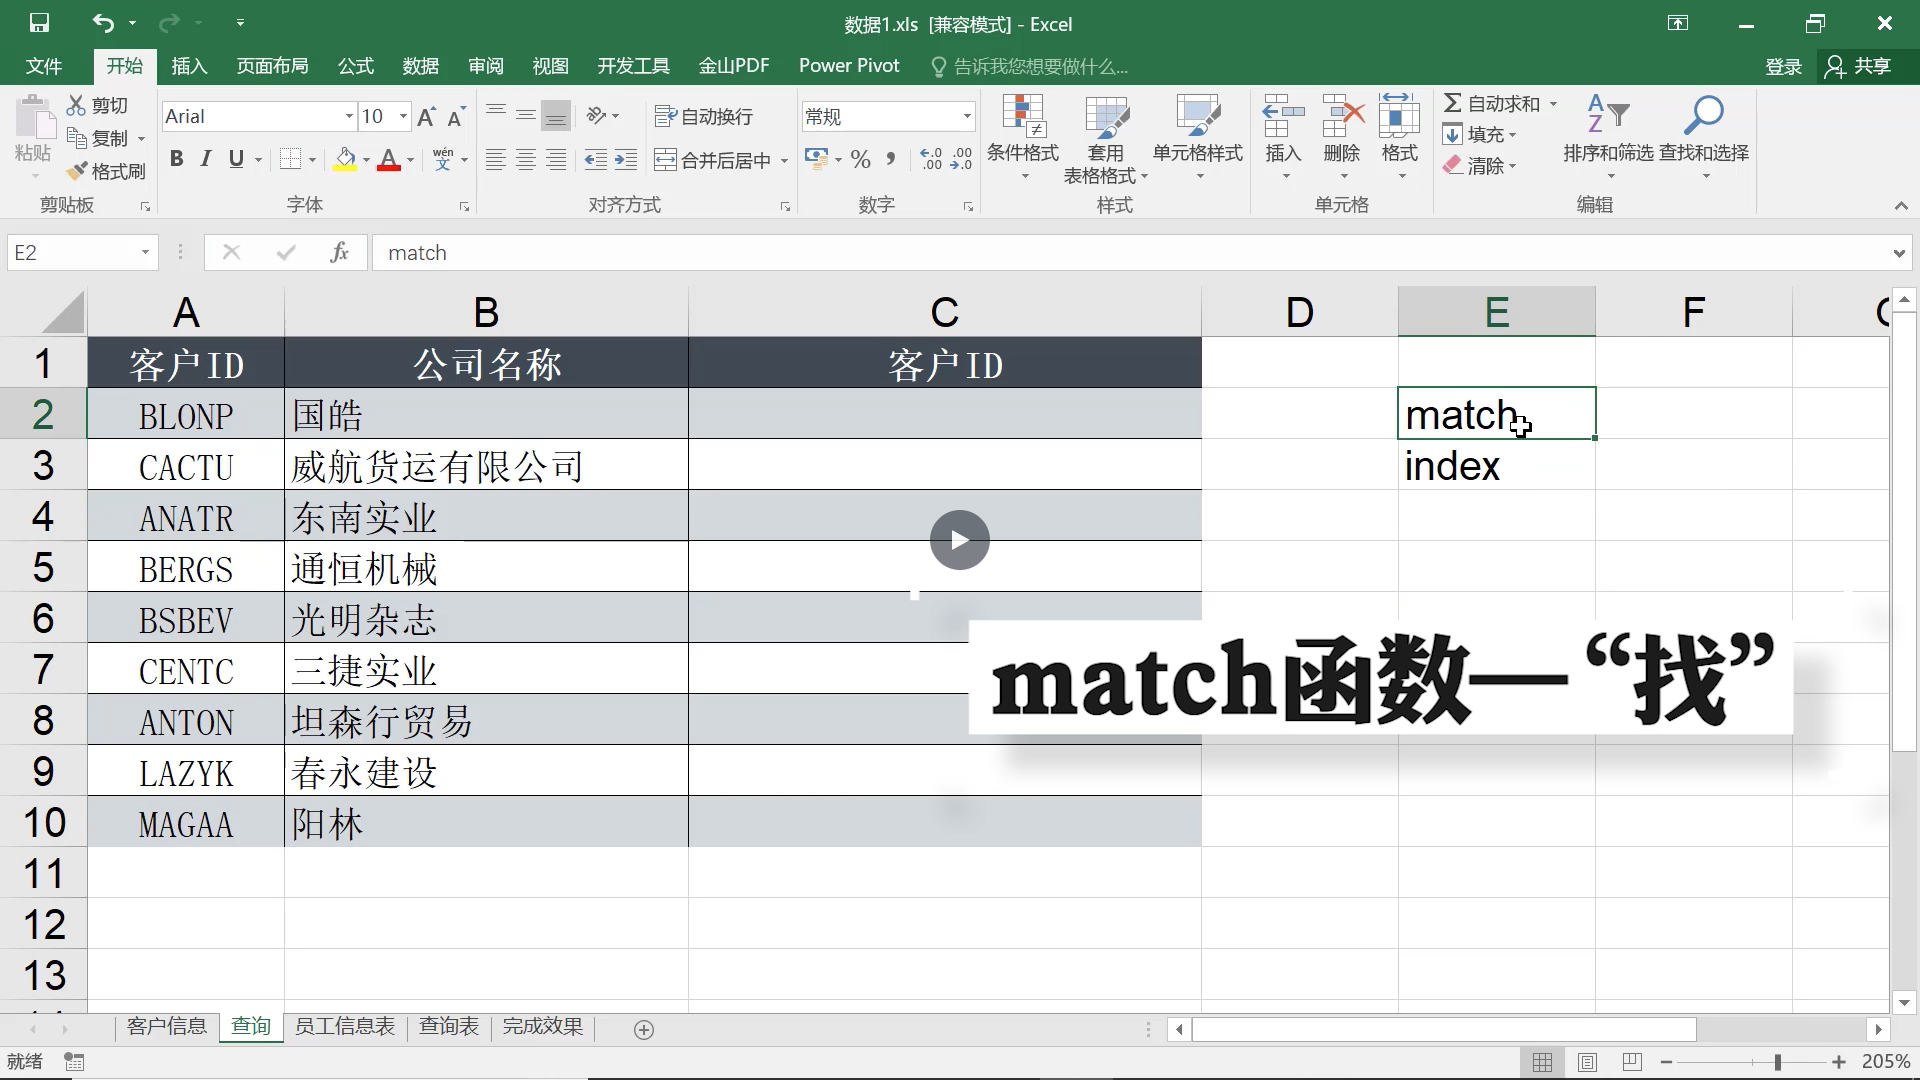 数据1.xls [兼容模式] - Excel
文件 开始 插入 页面布局 公式 数据 审阅 视图 开发工具 金山PDF Power Pivot 告诉我您想要做什么... 登录 共享
粘贴 剪切 复制 格式刷 剪贴板
Arial 10 A A
B I U A wén 文 字体
自动换行
合并后居中 对齐方式
常规
% , .0 .00 .00 .0 数字
条件格式 套用 表格格式 单元格样式 样式
插入 删除 格式 单元格
Σ 自动求和 填充 清除 A Z 排序和筛选 查找和选择 编辑
E2 fx match
A B C D E F
1 客户ID 公司名称 客户ID
2 BLONP 国皓 match
3 CACTU 威航货运有限公司 index
4 ANATR 东南实业
5 BERGS 通恒机械
6 BSBEV 光明杂志
7 CENTC 三捷实业
8 ANTON 坦森行贸易
9 LAZYK 春永建设
10 MAGAA 阳林
11
12
13
match函数—“找”
客户信息 查询 员工信息表 查询表 完成效果
就绪 205%